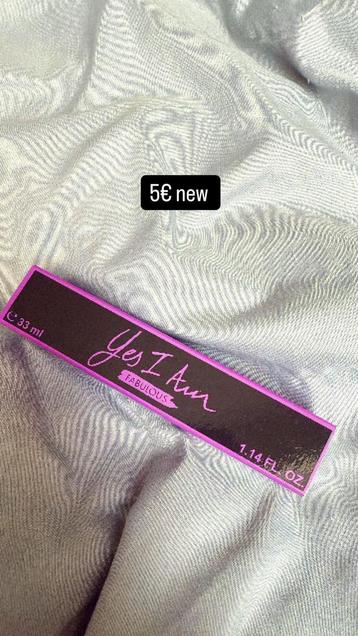 5€ new
℮ 33 ml
Yes I Am
FABULOUS
1.14 FL. OZ.